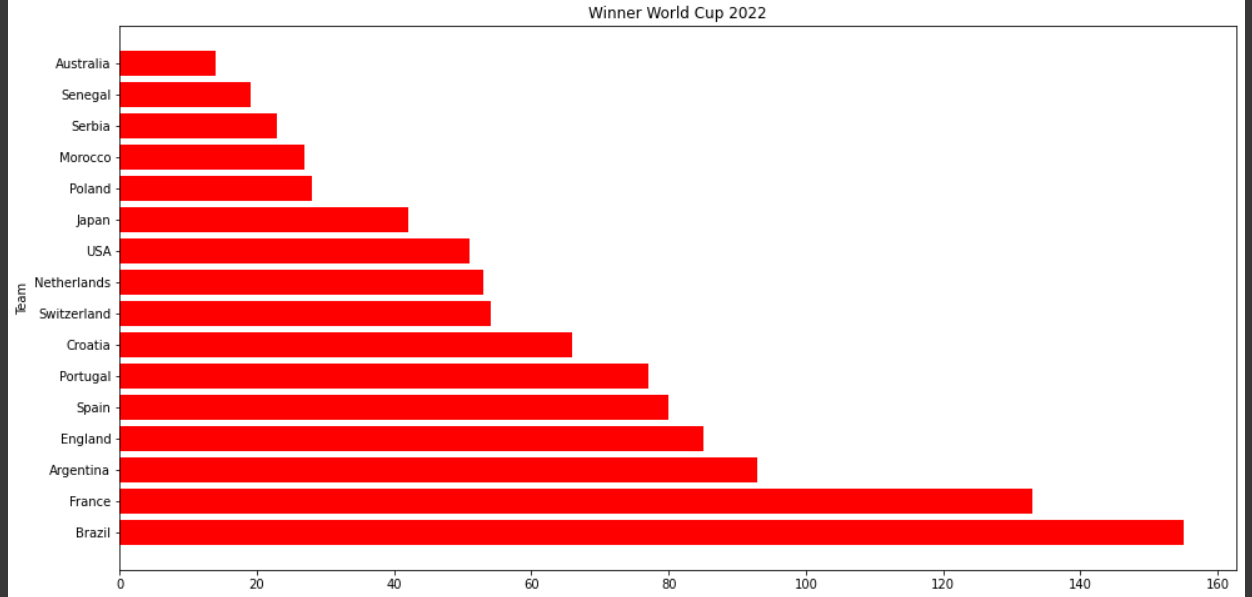 Winner World Cup 2022
Team
Australia
Senegal
Serbia
Morocco
Poland
Japan
USA
Netherlands
Switzerland
Croatia
Portugal
Spain
England
Argentina
France
Brazil
0 20 40 60 80 100 120 140 160